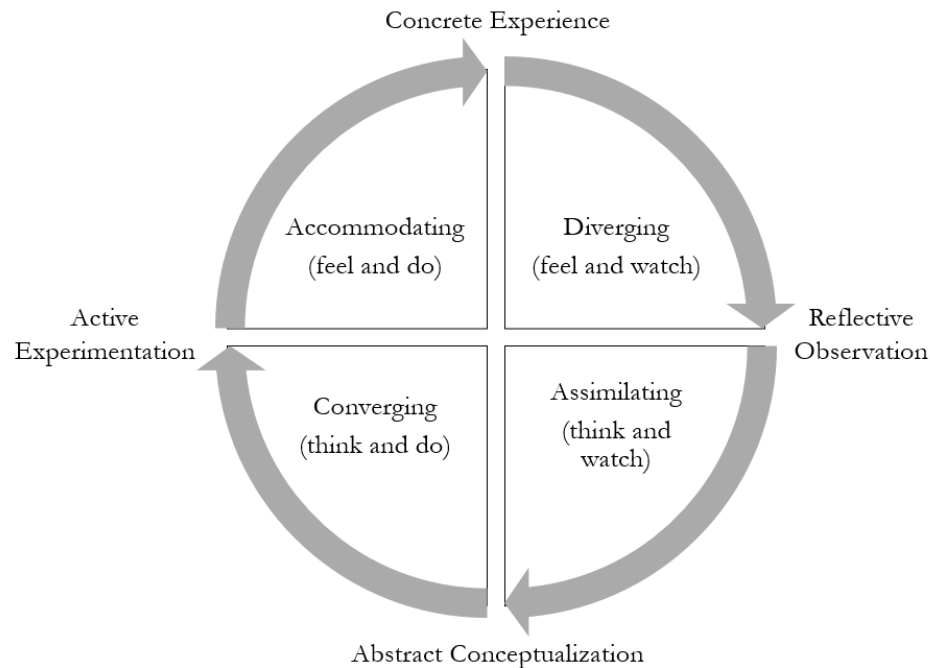 Concrete Experience
Accommodating
(feel and do)
Diverging
(feel and watch)
Active
Experimentation
Reflective
Observation
Converging
(think and do)
Assimilating
(think and
watch)
Abstract Conceptualization